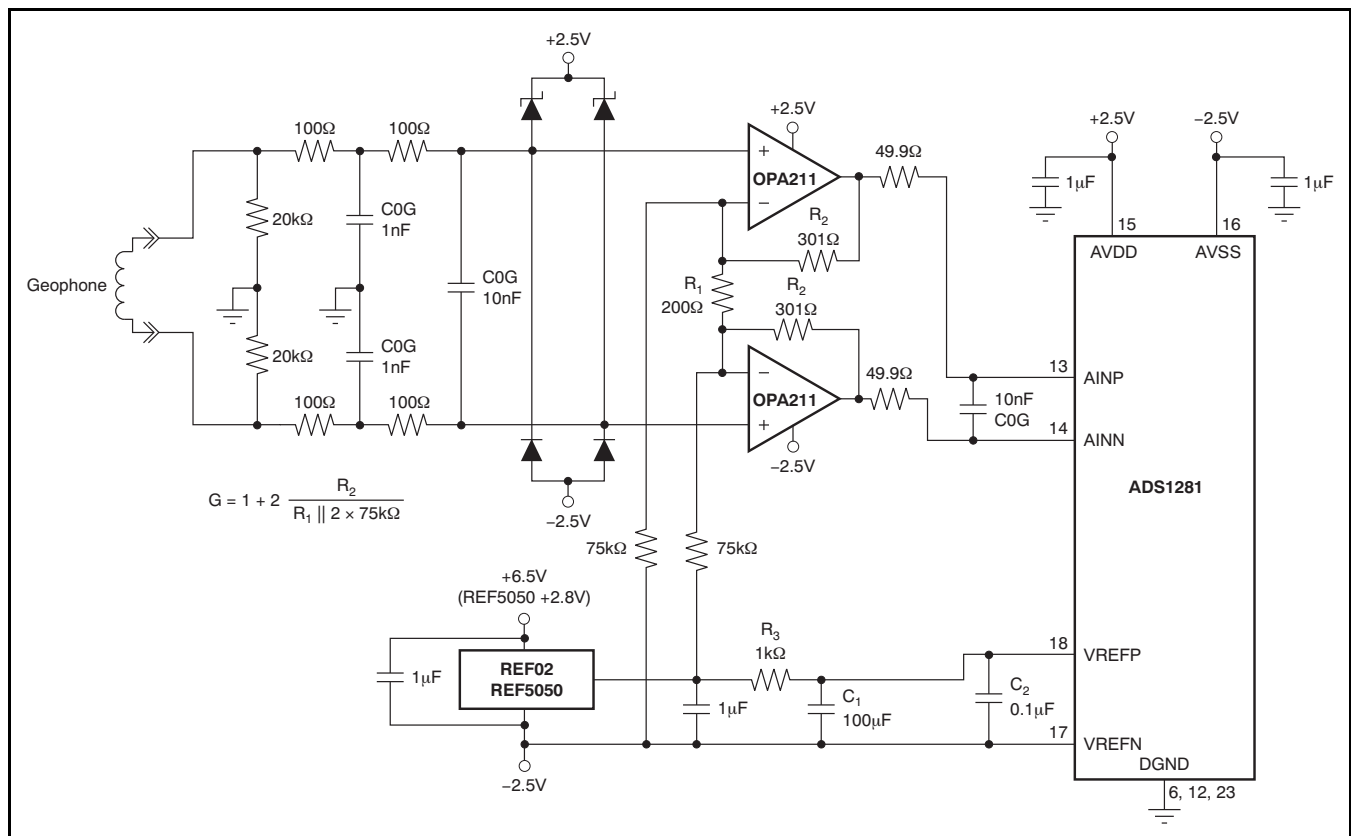 +2.5V
+2.5V
+2.5V
−2.5V
100Ω
100Ω
49.9Ω
1μF
1μF
OPA211
C0G
1nF
R2
301Ω
15
16
20kΩ
AVDD
AVSS
Geophone
C0G
10nF
R1
200Ω
R2
301Ω
20kΩ
C0G
1nF
49.9Ω
13
AINP
OPA211
10nF
C0G
100Ω
100Ω
14
AINN
−2.5V
ADS1281
G = 1 + 2 R2
R1 || 2 × 75kΩ
−2.5V
75kΩ
75kΩ
+6.5V
(REF5050 +2.8V)
R3
1kΩ
18
VREFP
1μF
REF02
REF5050
1μF
C1
100μF
C2
0.1μF
17
VREFN
−2.5V
DGND
6, 12, 23
+
−
−
+